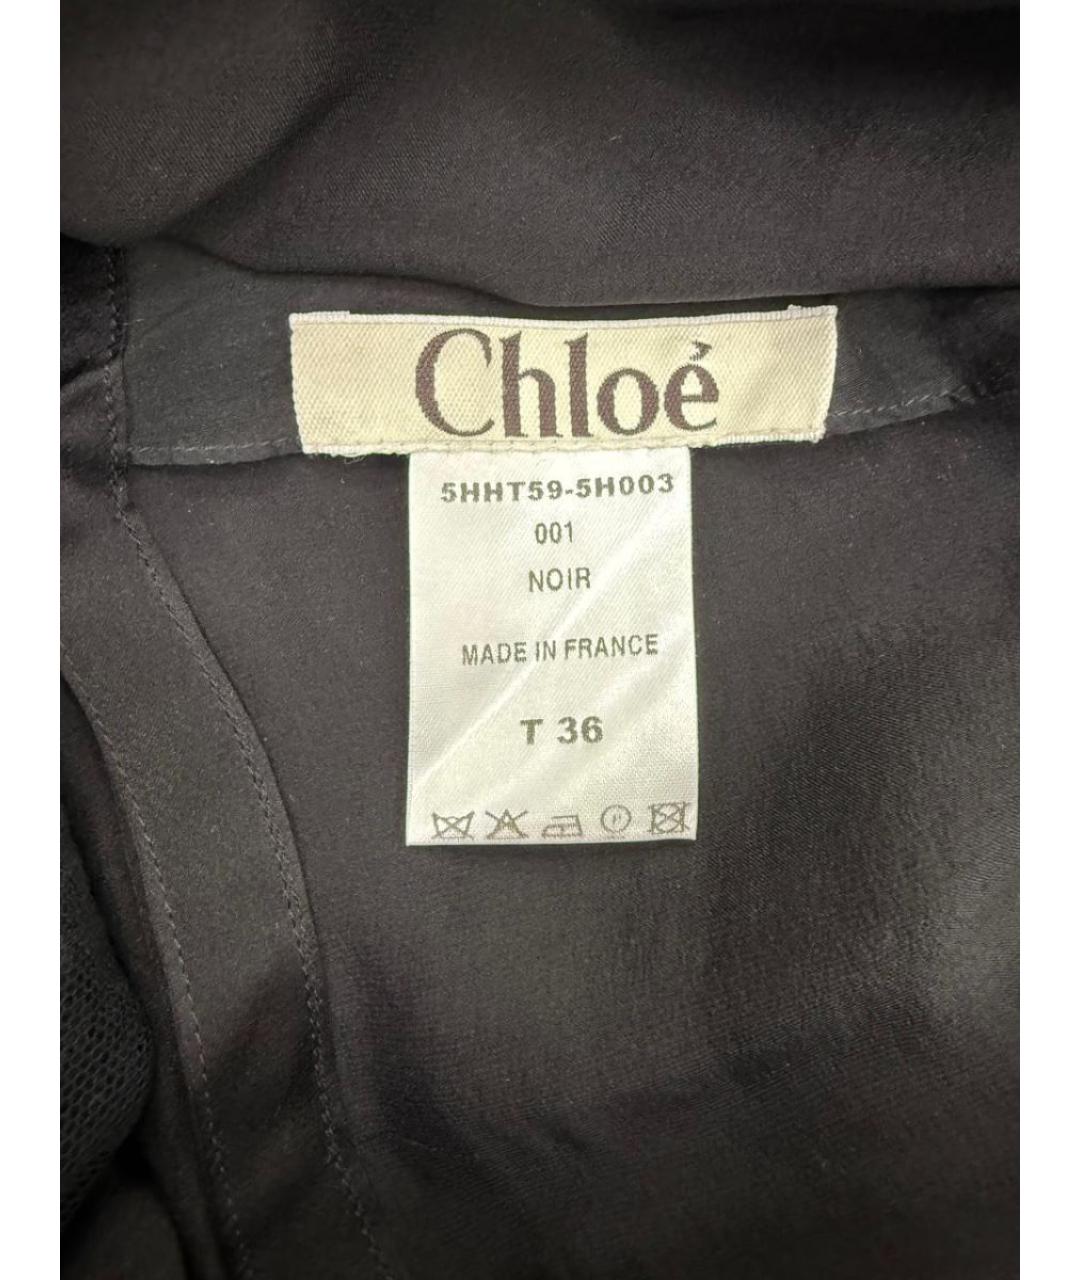 Chloé
5HHT59-5H003
001
NOIR
MADE IN FRANCE
T 36